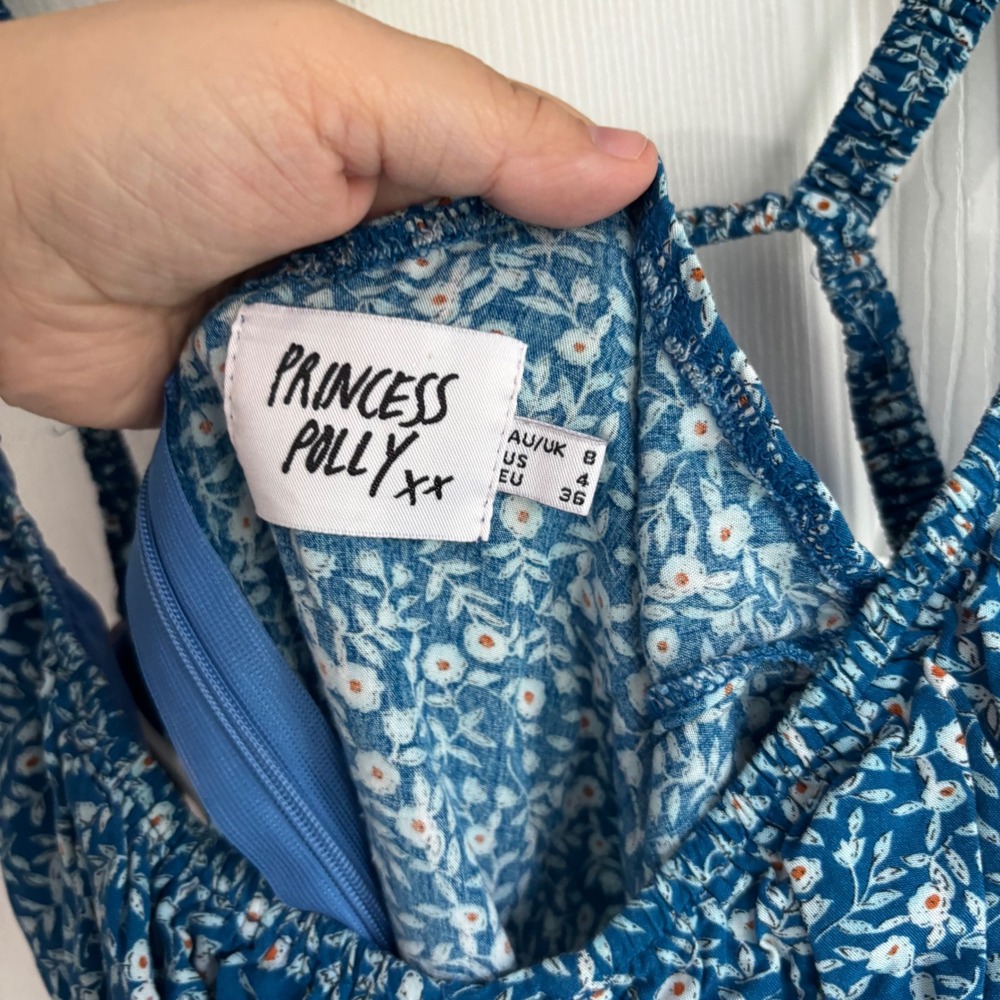 PRINCESS
POLLY xx
AU/UK 8
US 4
EU 36